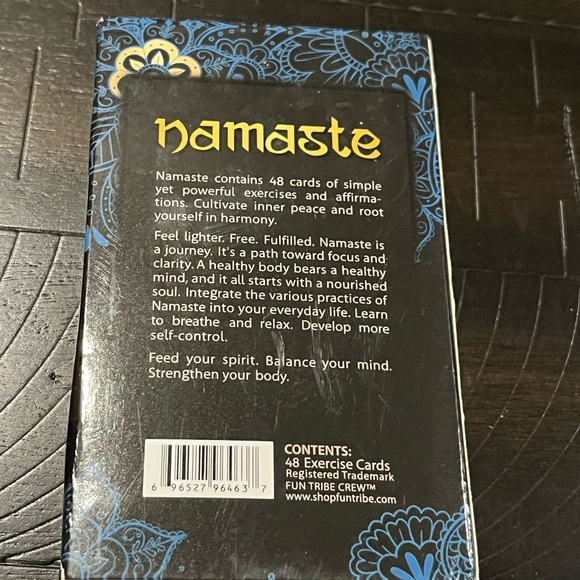 namaste
Namaste contains 48 cards of simple
yet powerful exercises and affirma-
tions. Cultivate inner peace and root
yourself in harmony.
Feel lighter. Free. Fulfilled. Namaste is
a journey. It's a path toward focus and
clarity. A healthy body bears a healthy
mind, and it all starts with a nourished
soul. Integrate the various practices of
Namaste into your everyday life. Learn
to breathe and relax. Develop more
self-control.
Feed your spirit. Balance your mind.
Strengthen your body.
CONTENTS:
48 Exercise Cards
Registered Trademark
FUN TRIBE CREW™
www.shopfuntribe.com
6 96527 96463 7